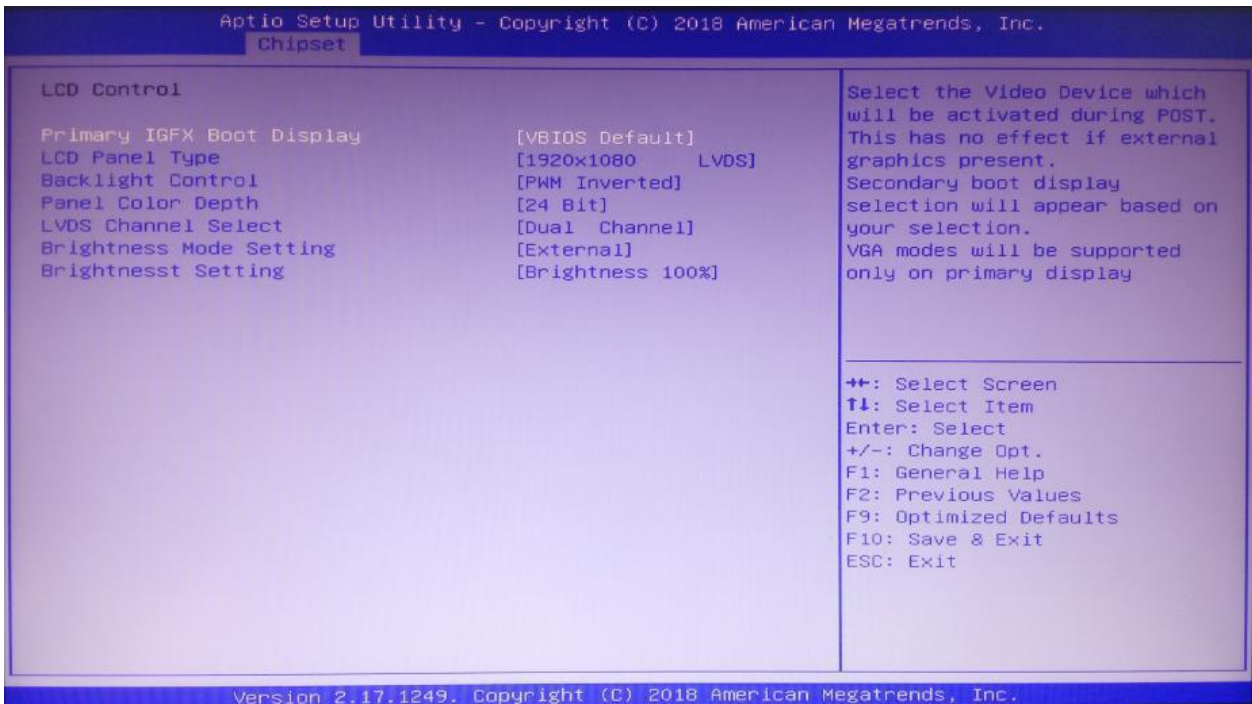 Aptio Setup Utility - Copyright (C) 2018 American Megatrends, Inc.
Chipset
LCD Control
Primary IGFX Boot Display [VBIOS Default]
LCD Panel Type [1920x1080 LVDS]
Backlight Control [PWM Inverted]
Panel Color Depth [24 Bit]
LVDS Channel Select [Dual Channel]
Brightness Mode Setting [External]
Brightnesst Setting [Brightness 100%]
Select the Video Device which
will be activated during POST.
This has no effect if external
graphics present.
Secondary boot display
selection will appear based on
your selection.
VGA modes will be supported
only on primary display
→←: Select Screen
↑↓: Select Item
Enter: Select
+/-: Change Opt.
F1: General Help
F2: Previous Values
F9: Optimized Defaults
F10: Save & Exit
ESC: Exit
Version 2.17.1249. Copyright (C) 2018 American Megatrends, Inc.